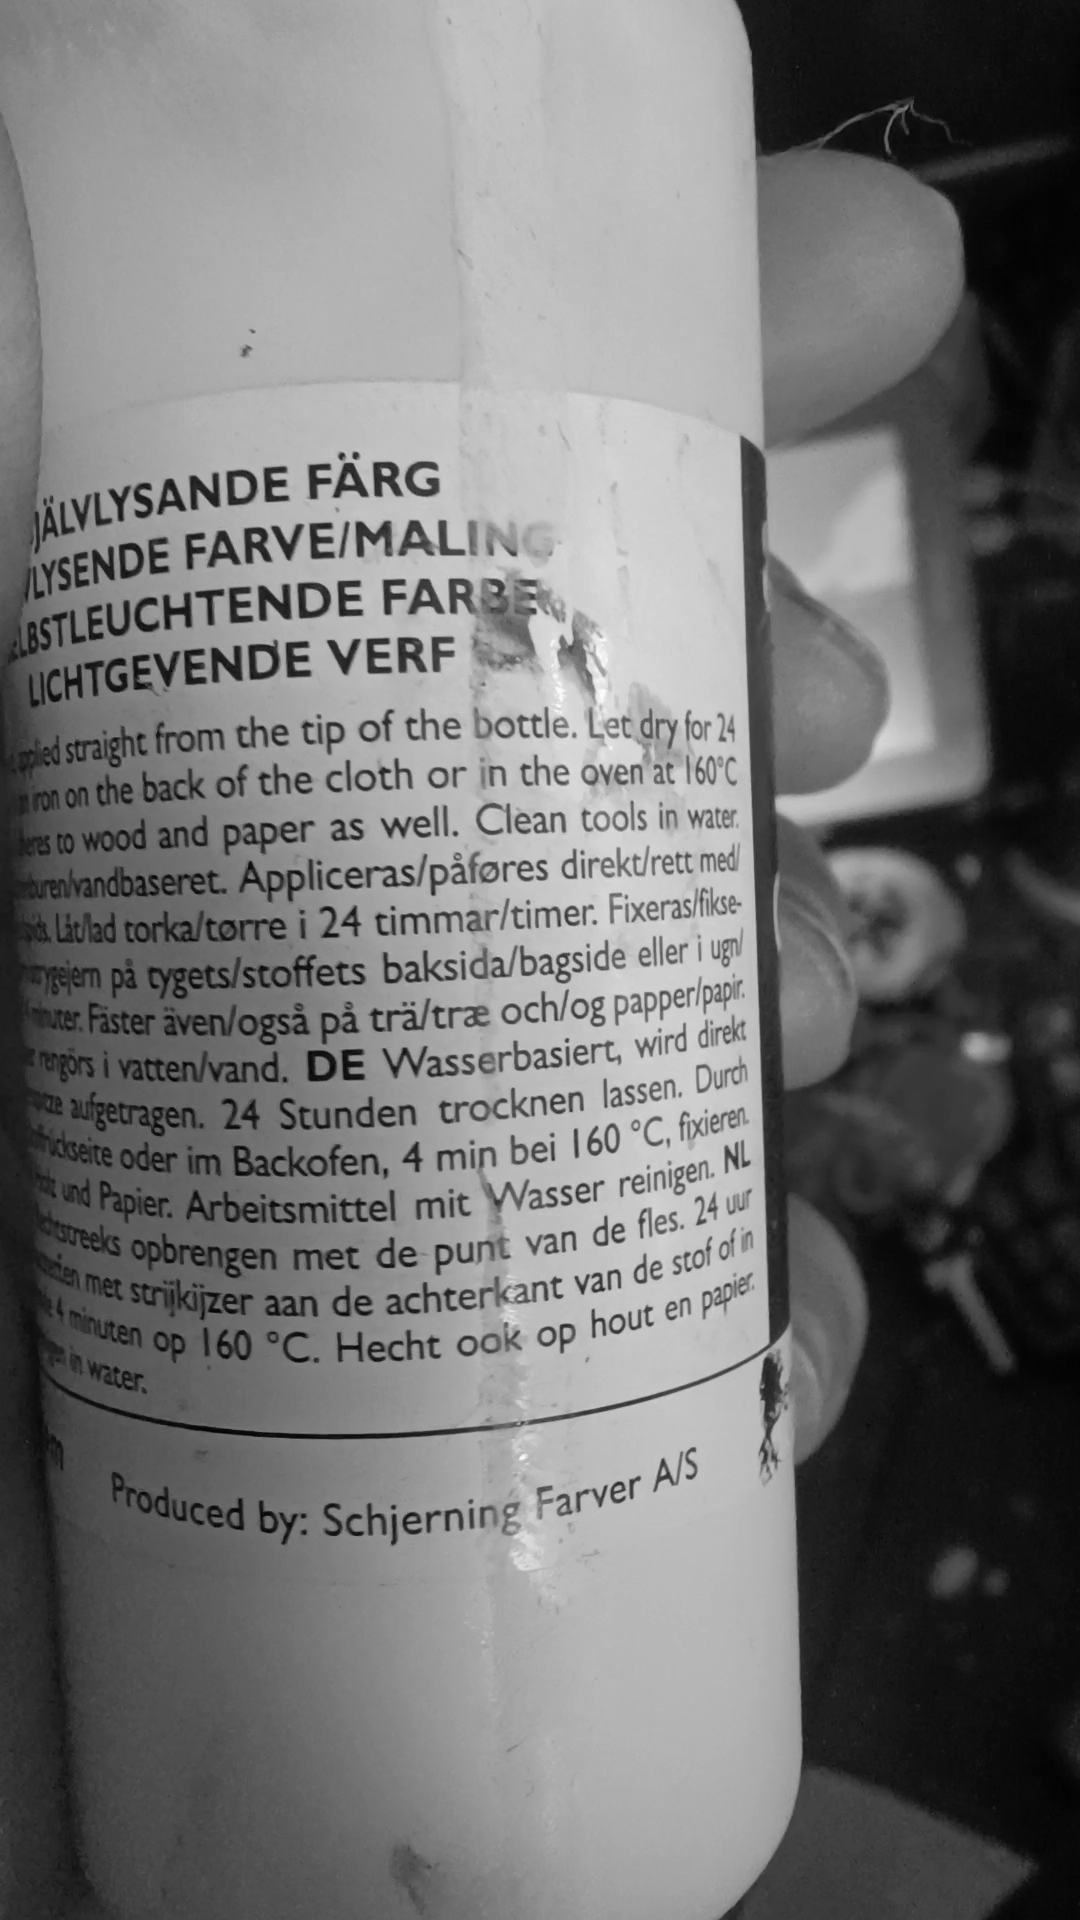 JÄLVLYSANDE FÄRG
LYSENDE FARVE/MALING
LBSTLEUCHTENDE FARBE
LICHTGEVENDE VERF
straight from the tip of the bottle. Let dry for 24
iron on the back of the cloth or in the oven at 160°C
to wood and paper as well. Clean tools in water.
/vandbaseret. Appliceras/påføres direkt/rett med/
Låt/lad torka/tørre i 24 timmar/timer. Fixeras/fikse-
på tygets/stoffets baksida/bagside eller i ugn/
Fäster även/også på trä/træ och/og papper/papir.
rengörs i vatten/vand. DE Wasserbasiert, wird direkt
aufgetragen. 24 Stunden trocknen lassen. Durch
oder im Backofen, 4 min bei 160 °C, fixieren.
und Papier. Arbeitsmittel mit Wasser reinigen. NL
opbrengen met de punt van de fles. 24 uur
met strijkijzer aan de achterkant van de stof of in
4 minuten op 160 °C. Hecht ook op hout en papier.
in water.
Produced by: Schjerning Farver A/S